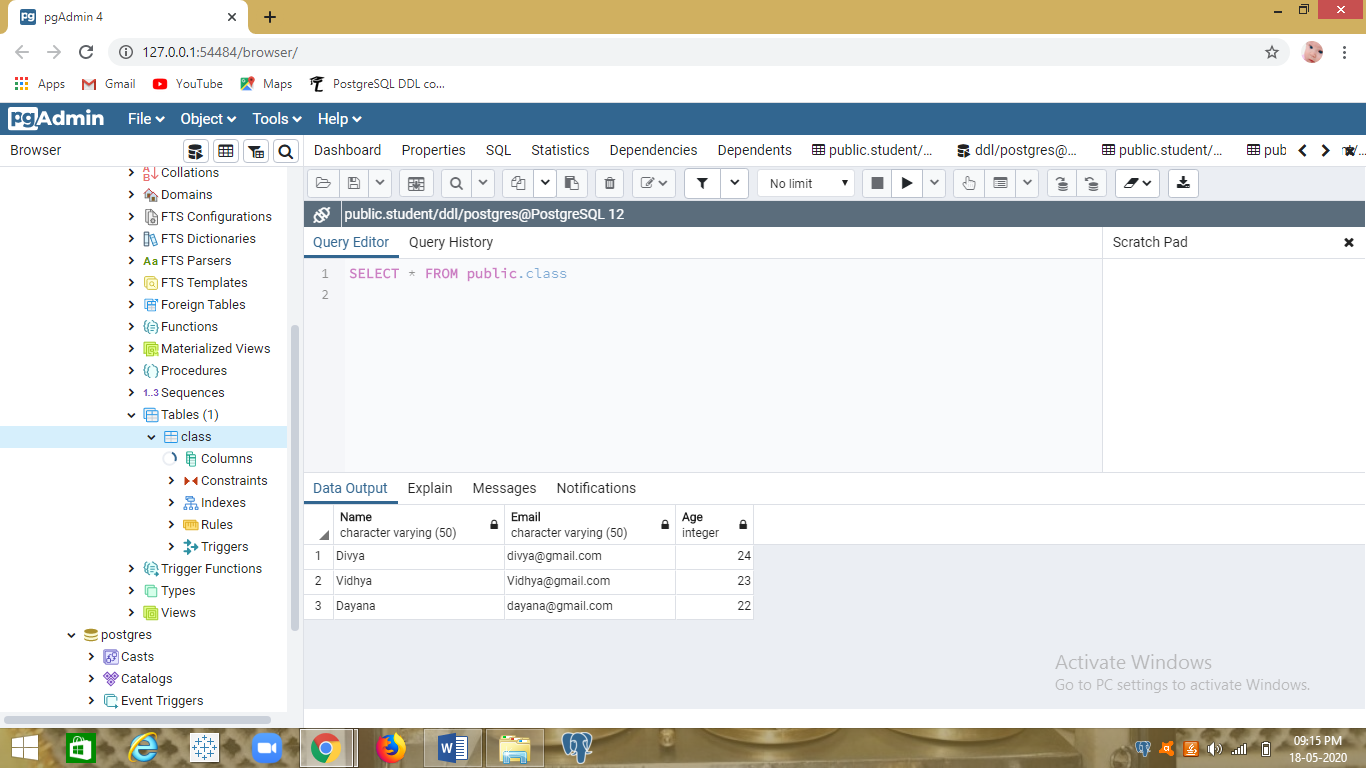 pgAdmin 4
127.0.0.1:54484/browser/
Apps Gmail YouTube Maps PostgreSQL DDL co...
pgAdmin File Object Tools Help
Browser
Dashboard Properties SQL Statistics Dependencies Dependents public.student/... ddl/postgres@... public.student/... pub
Collations
Domains
FTS Configurations
FTS Dictionaries
Aa FTS Parsers
FTS Templates
Foreign Tables
Functions
Materialized Views
Procedures
1..3 Sequences
Tables (1)
class
Columns
Constraints
Indexes
Rules
Triggers
Trigger Functions
Types
Views
postgres
Casts
Catalogs
Event Triggers
No limit
public.student/ddl/postgres@PostgreSQL 12
Query Editor Query History
Scratch Pad
1 SELECT * FROM public.class
2
Data Output Explain Messages Notifications
Name Email Age
character varying (50) character varying (50) integer
1 Divya divya@gmail.com 24
2 Vidhya Vidhya@gmail.com 23
3 Dayana dayana@gmail.com 22
Activate Windows
Go to PC settings to activate Windows.
09:15 PM
18-05-2020